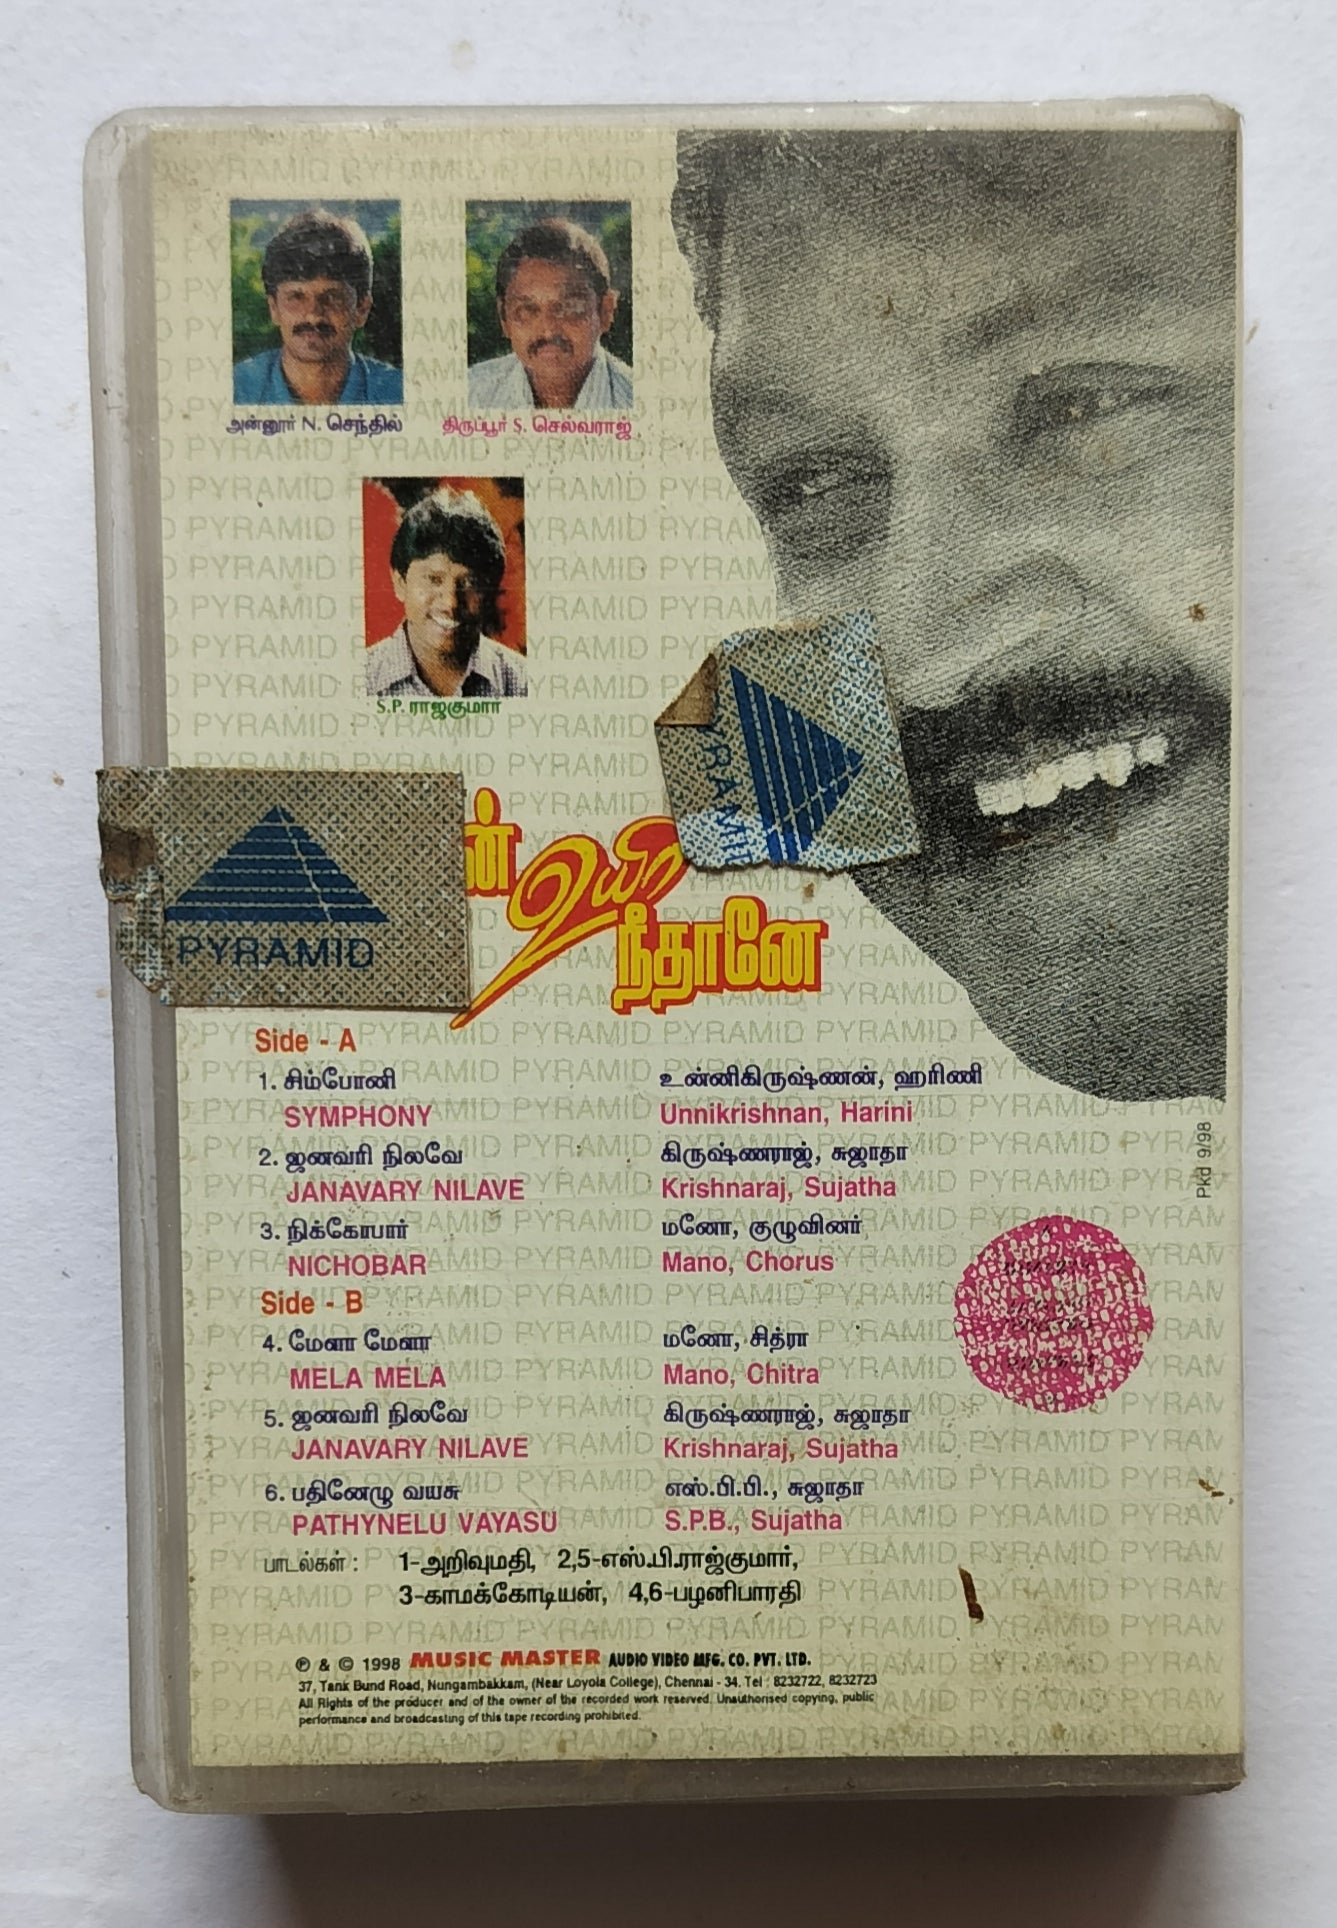 அன்னூர் N. செந்தில்
திருப்பூர் S. செல்வராஜ்
S.P. ராஜகுமார்
PYRAMID
PYRAMID
உயிர்
நீதானே
Side - A
1. சிம்போனி உன்னிகிருஷ்ணன், ஹரிணி
SYMPHONY Unnikrishnan, Harini
2. ஜனவரி நிலவே கிருஷ்ணராஜ், சுஜாதா
JANAVARY NILAVE Krishnaraj, Sujatha
3. நிக்கோபார் மனோ, குழுவினர்
NICHOBAR Mano, Chorus
Side - B
4. மேளா மேளா மனோ, சித்ரா
MELA MELA Mano, Chitra
5. ஜனவரி நிலவே கிருஷ்ணராஜ், சுஜாதா
JANAVARY NILAVE Krishnaraj, Sujatha
6. பதினேழு வயசு எஸ்.பி.பி., சுஜாதா
PATHYNELU VAYASU S.P.B., Sujatha
பாடல்கள் : 1-அறிவுமதி, 2,5-எஸ்.பி.ராஜ்குமார்,
3-காமக்கோடியன், 4,6-பழனிபாரதி
Pkd 9/98
℗ & © 1998 MUSIC MASTER AUDIO VIDEO MFG. CO. PVT. LTD.
37, Tank Bund Road, Nungambakkam, (Near Loyola College), Chennai - 34. Tel : 8232722, 8232723
All Rights of the producer and of the owner of the recorded work reserved. Unauthorised copying, public
performance and broadcasting of this tape recording prohibited.